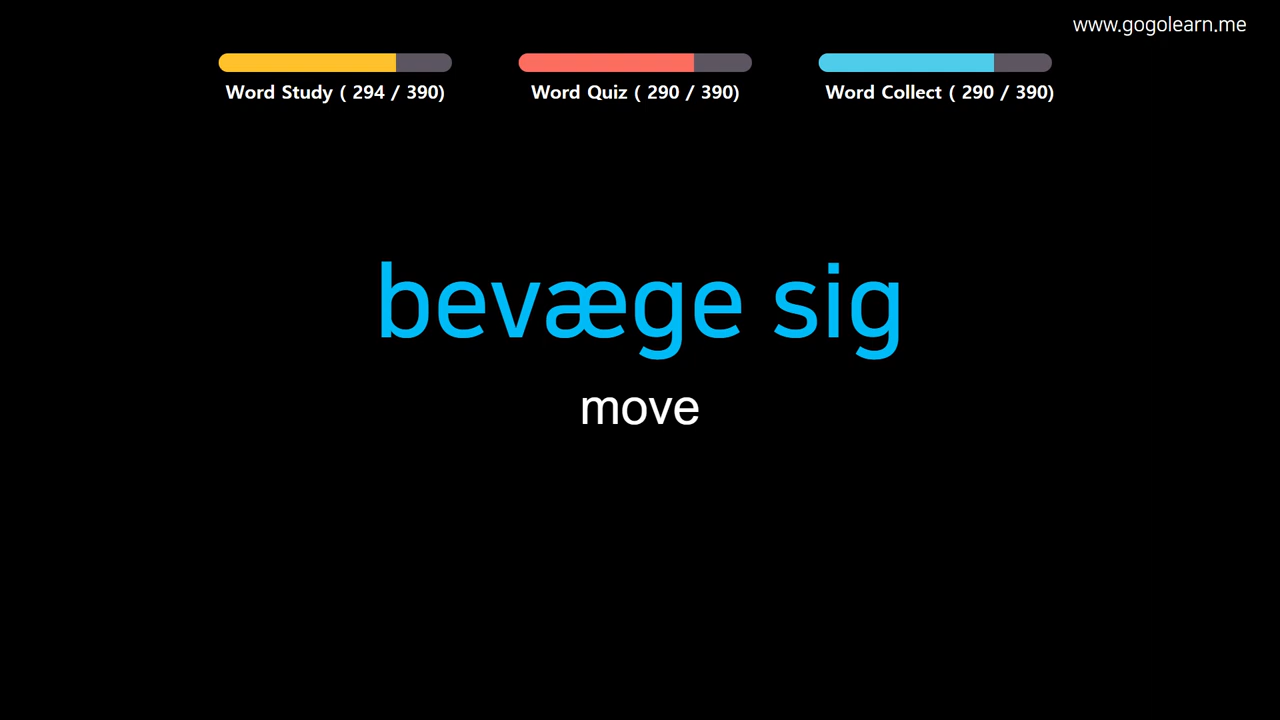 www.gogolearn.me
Word Study ( 294 / 390)
Word Quiz ( 290 / 390)
Word Collect ( 290 / 390)
bevæge sig
move